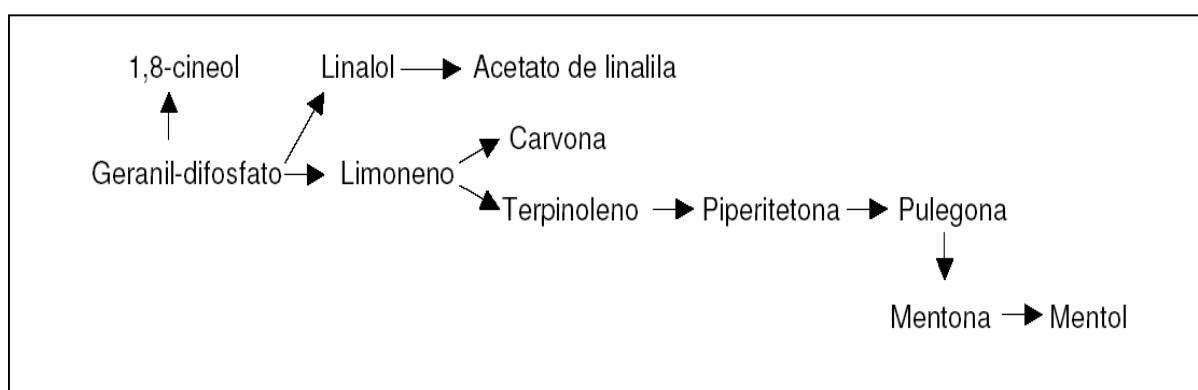 1,8-cineol Linalol Acetato de linalila
Carvona
Geranil-difosfato Limoneno
Terpinoleno Piperitetona Pulegona
Mentona Mentol